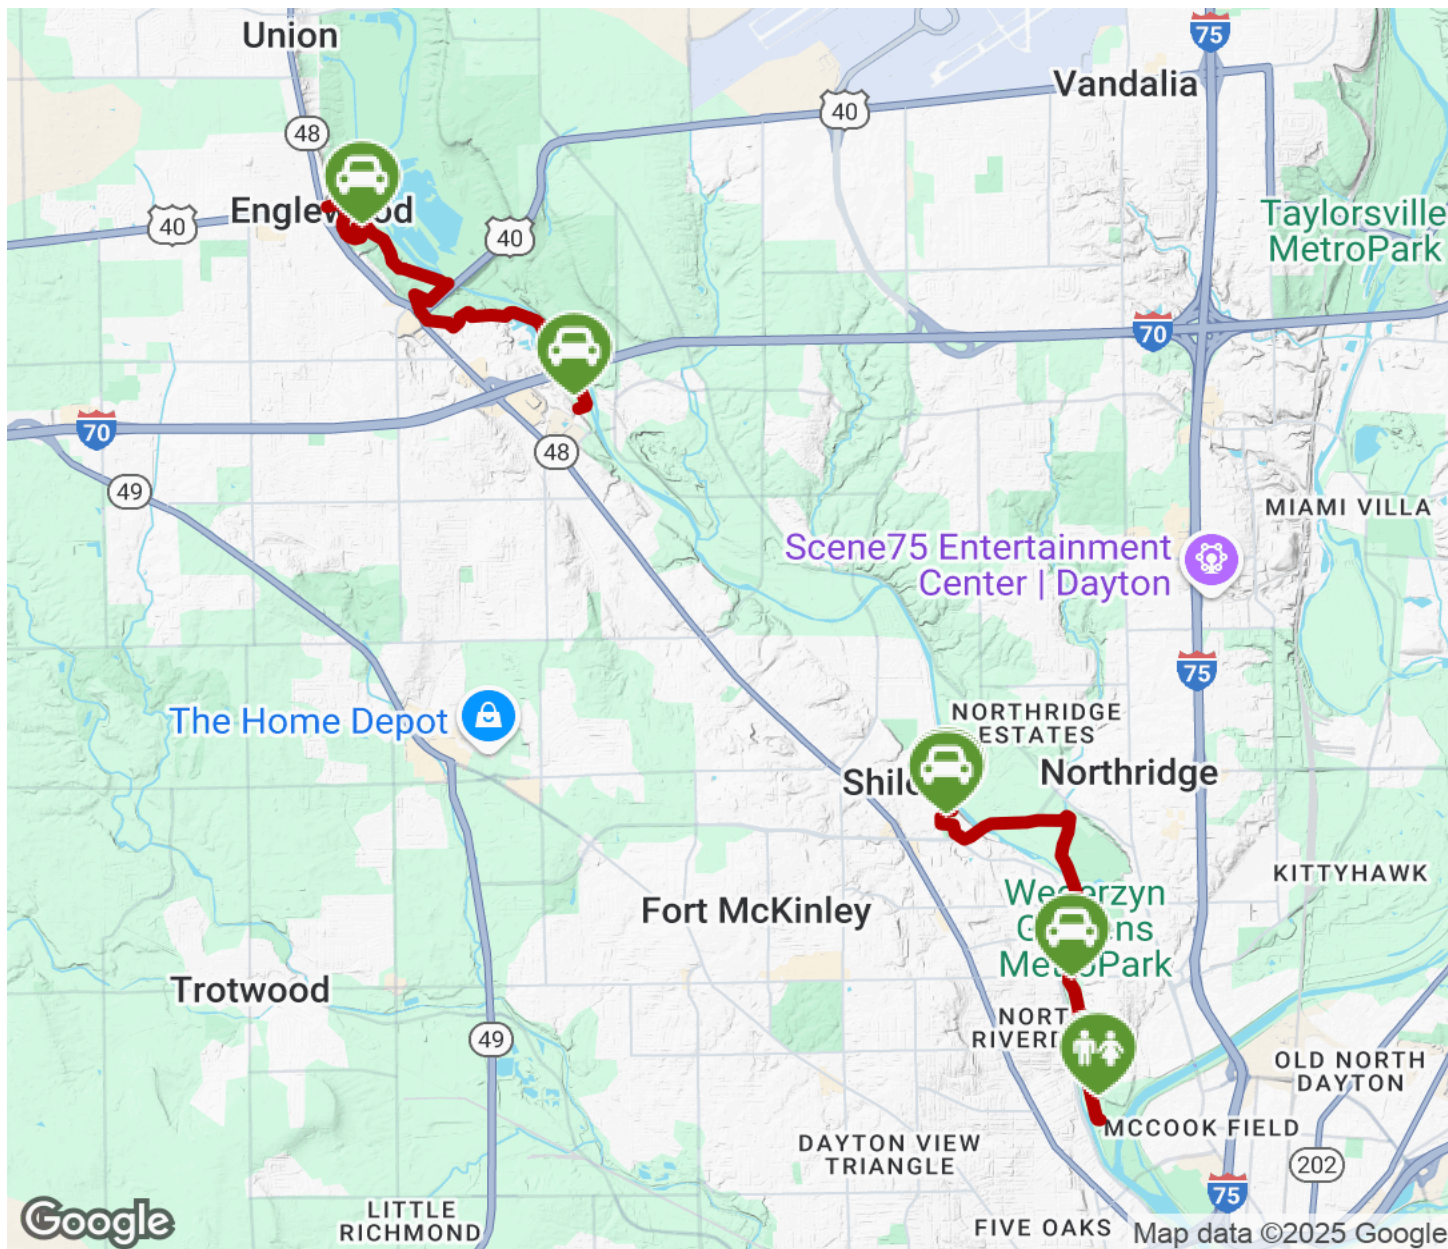 Union
75
Vandalia
40
48
Taylorsville
MetroPark
Englewood
40
40
70
70
48
49
MIAMI VILLA
Scene75 Entertainment
Center | Dayton
75
NORTHRIDGE
ESTATES
The Home Depot
Northridge
KITTYHAWK
Fort McKinley
MetroPark
Trotwood
49
OLD NORTH
DAYTON
MCCOOK FIELD
DAYTON VIEW
TRIANGLE
202
75
LITTLE
RICHMOND
FIVE OAKS
Google
Map data ©2025 Google